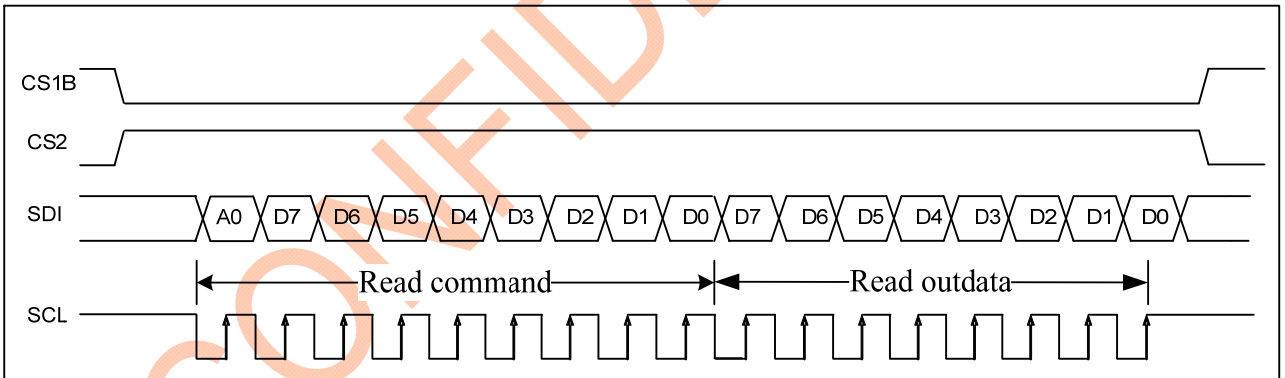 CS1B
CS2
SDI A0 D7 D6 D5 D4 D3 D2 D1 D0 D7 D6 D5 D4 D3 D2 D1 D0
Read command Read outdata
SCL
CONFID